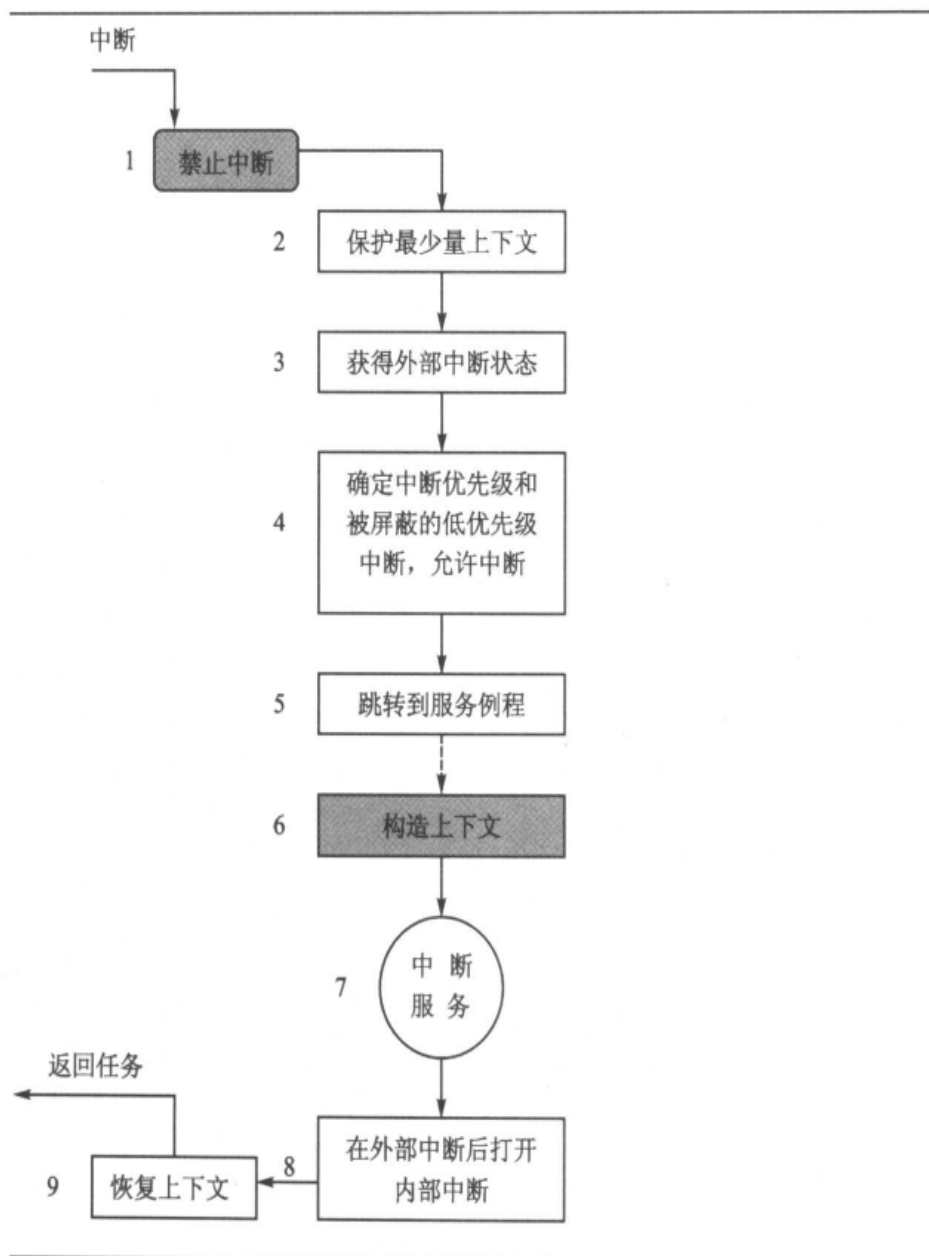 中断
1
禁止中断
2
保护最少量上下文
3
获得外部中断状态
4
确定中断优先级和
被屏蔽的低优先级
中断，允许中断
5
跳转到服务例程
6
构造上下文
7
中 断
服 务
8
在外部中断后打开
内部中断
9
恢复上下文
返回任务